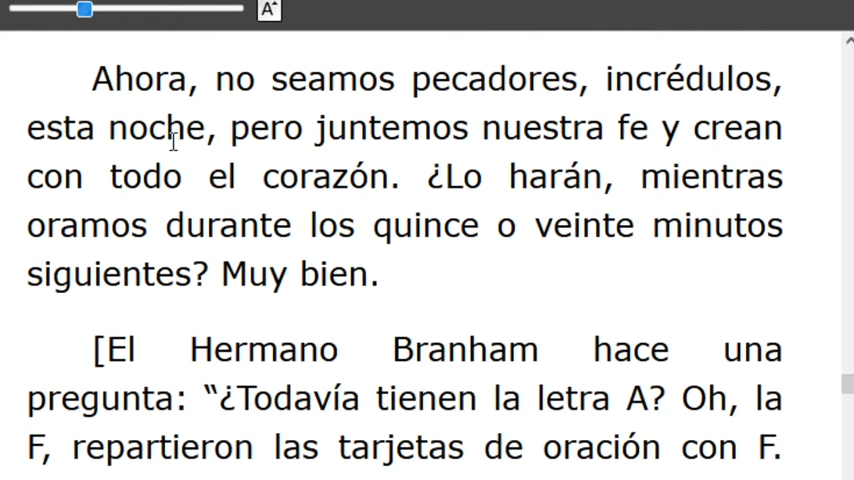 A
Ahora, no seamos pecadores, incrédulos,
esta noche, pero juntemos nuestra fe y crean
con todo el corazón. ¿Lo harán, mientras
oramos durante los quince o veinte minutos
siguientes? Muy bien.
[El Hermano Branham hace una
pregunta: “¿Todavía tienen la letra A? Oh, la
F, repartieron las tarjetas de oración con F.